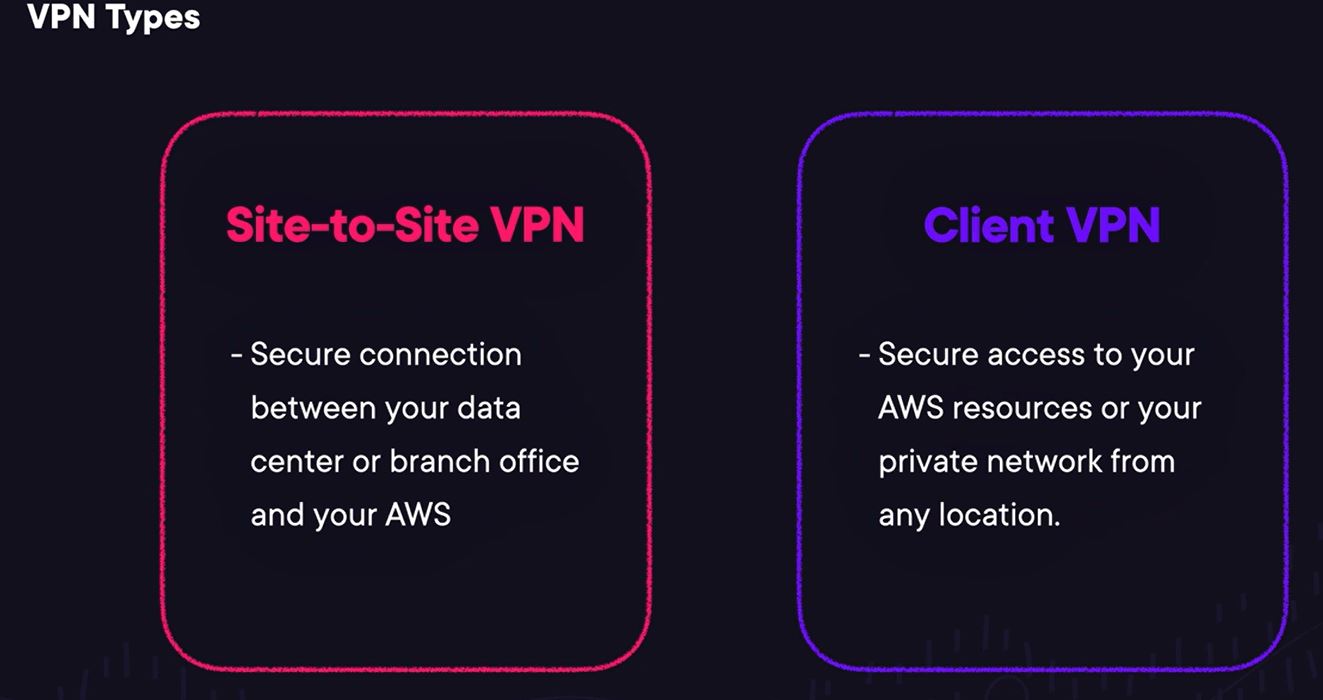 VPN Types
Site-to-Site VPN
- Secure connection
between your data
center or branch office
and your AWS
Client VPN
- Secure access to your
AWS resources or your
private network from
any location.